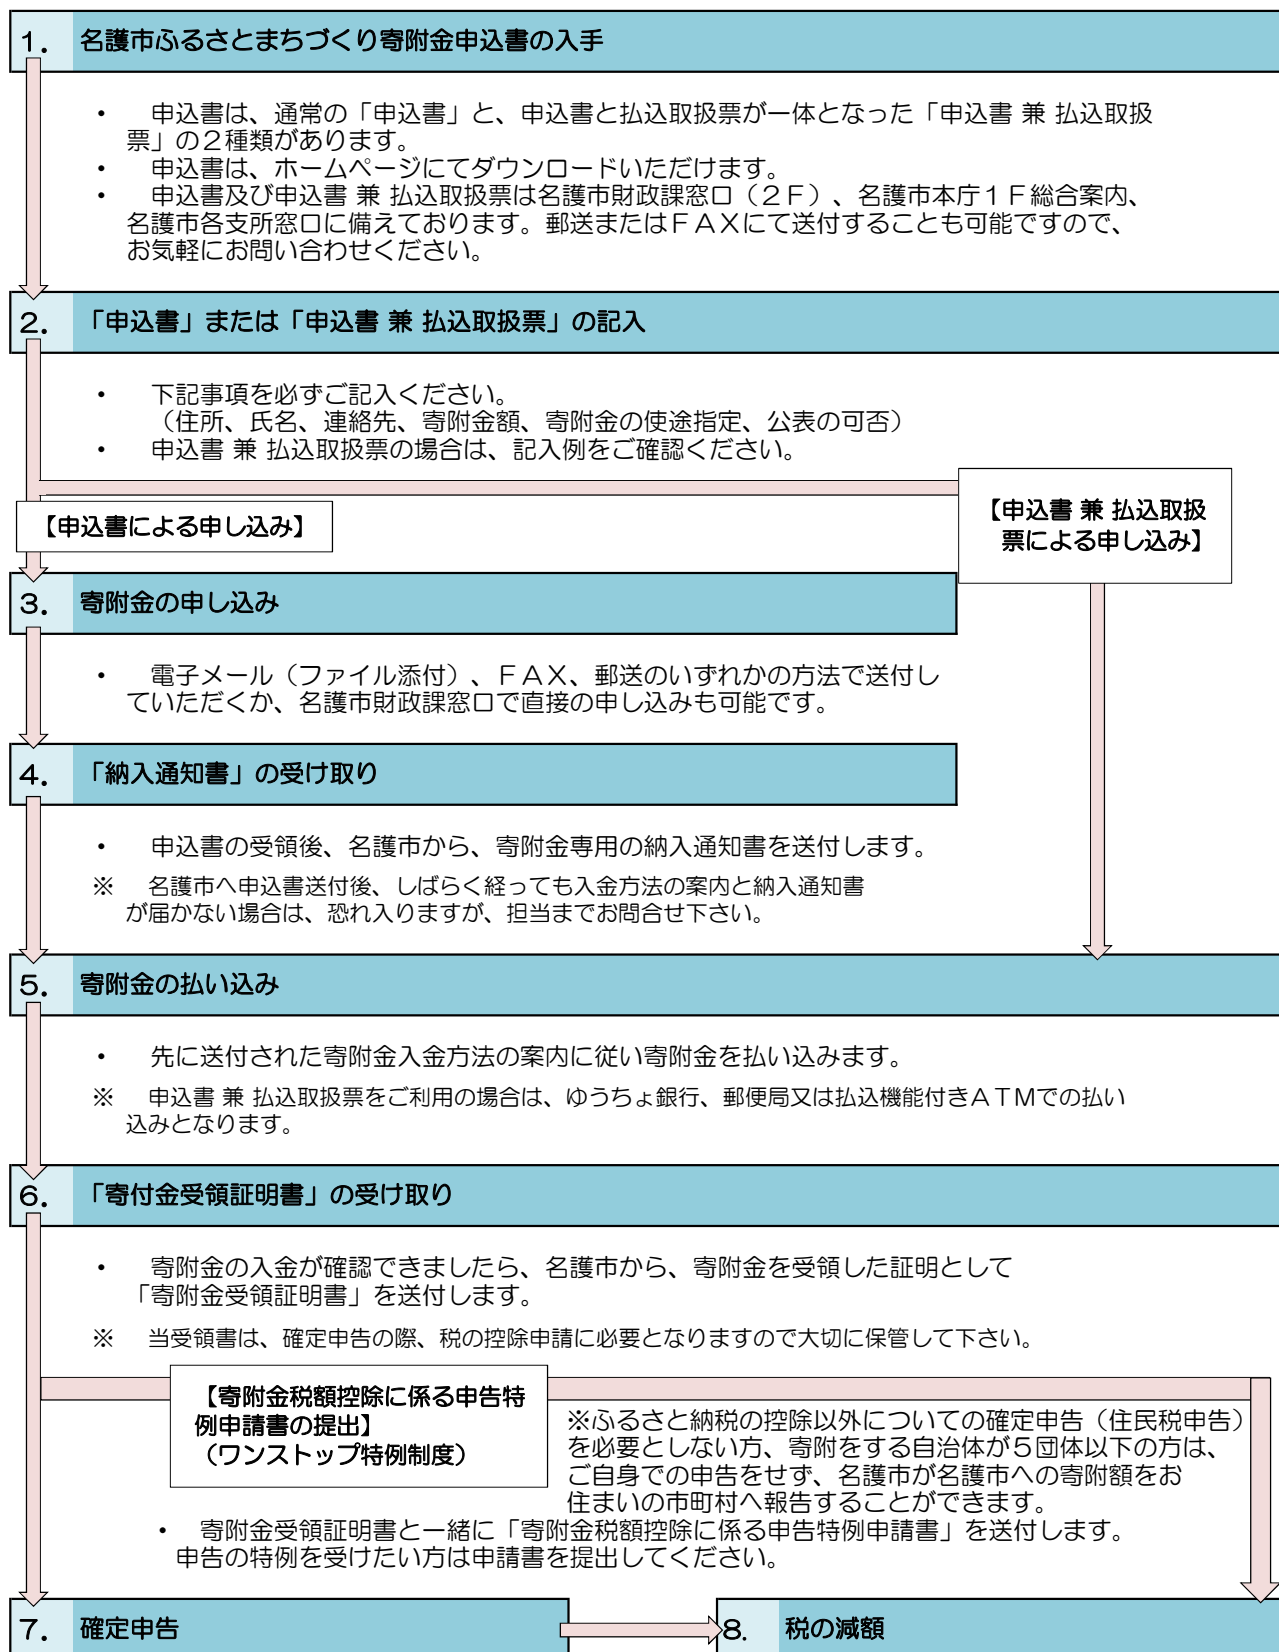 1. 名護市ふるさとまちづくり寄附金申込書の入手
・ 申込書は、通常の「申込書」と、申込書と払込取扱票が一体となった「申込書 兼 払込取扱
票」の２種類があります。
・ 申込書は、ホームページにてダウンロードいただけます。
・ 申込書及び申込書 兼 払込取扱票は名護市財政課窓口（２Ｆ）、名護市本庁１Ｆ総合案内、
名護市各支所窓口に備えております。郵送またはＦＡＸにて送付することも可能ですので、
お気軽にお問い合わせください。
2. 「申込書」または「申込書 兼 払込取扱票」の記入
・ 下記事項を必ずご記入ください。
（住所、氏名、連絡先、寄附金額、寄附金の使途指定、公表の可否）
・ 申込書 兼 払込取扱票の場合は、記入例をご確認ください。
【申込書 兼 払込取扱
票による申し込み】
【申込書による申し込み】
3. 寄附金の申し込み
・ 電子メール（ファイル添付）、ＦＡＸ、郵送のいずれかの方法で送付し
ていただくか、名護市財政課窓口で直接の申し込みも可能です。
4. 「納入通知書」の受け取り
・ 申込書の受領後、名護市から、寄附金専用の納入通知書を送付します。
※ 名護市へ申込書送付後、しばらく経っても入金方法の案内と納入通知書
が届かない場合は、恐れ入りますが、担当までお問合せ下さい。
5. 寄附金の払い込み
・ 先に送付された寄附金入金方法の案内に従い寄附金を払い込みます。
※ 申込書 兼 払込取扱票をご利用の場合は、ゆうちょ銀行、郵便局又は払込機能付きＡＴＭでの払い
込みとなります。
6. 「寄付金受領証明書」の受け取り
・ 寄附金の入金が確認できましたら、名護市から、寄附金を受領した証明として
「寄附金受領証明書」を送付します。
※ 当受領書は、確定申告の際、税の控除申請に必要となりますので大切に保管して下さい。
【寄附金税額控除に係る申告特
例申請書の提出】
（ワンストップ特例制度）
※ふるさと納税の控除以外についての確定申告（住民税申告）
を必要としない方、寄附をする自治体が５団体以下の方は、
ご自身での申告をせず、名護市が名護市への寄附額をお
住まいの市町村へ報告することができます。
・ 寄附金受領証明書と一緒に「寄附金税額控除に係る申告特例申請書」を送付します。
申告の特例を受けたい方は申請書を提出してください。
7. 確定申告
8. 税の減額